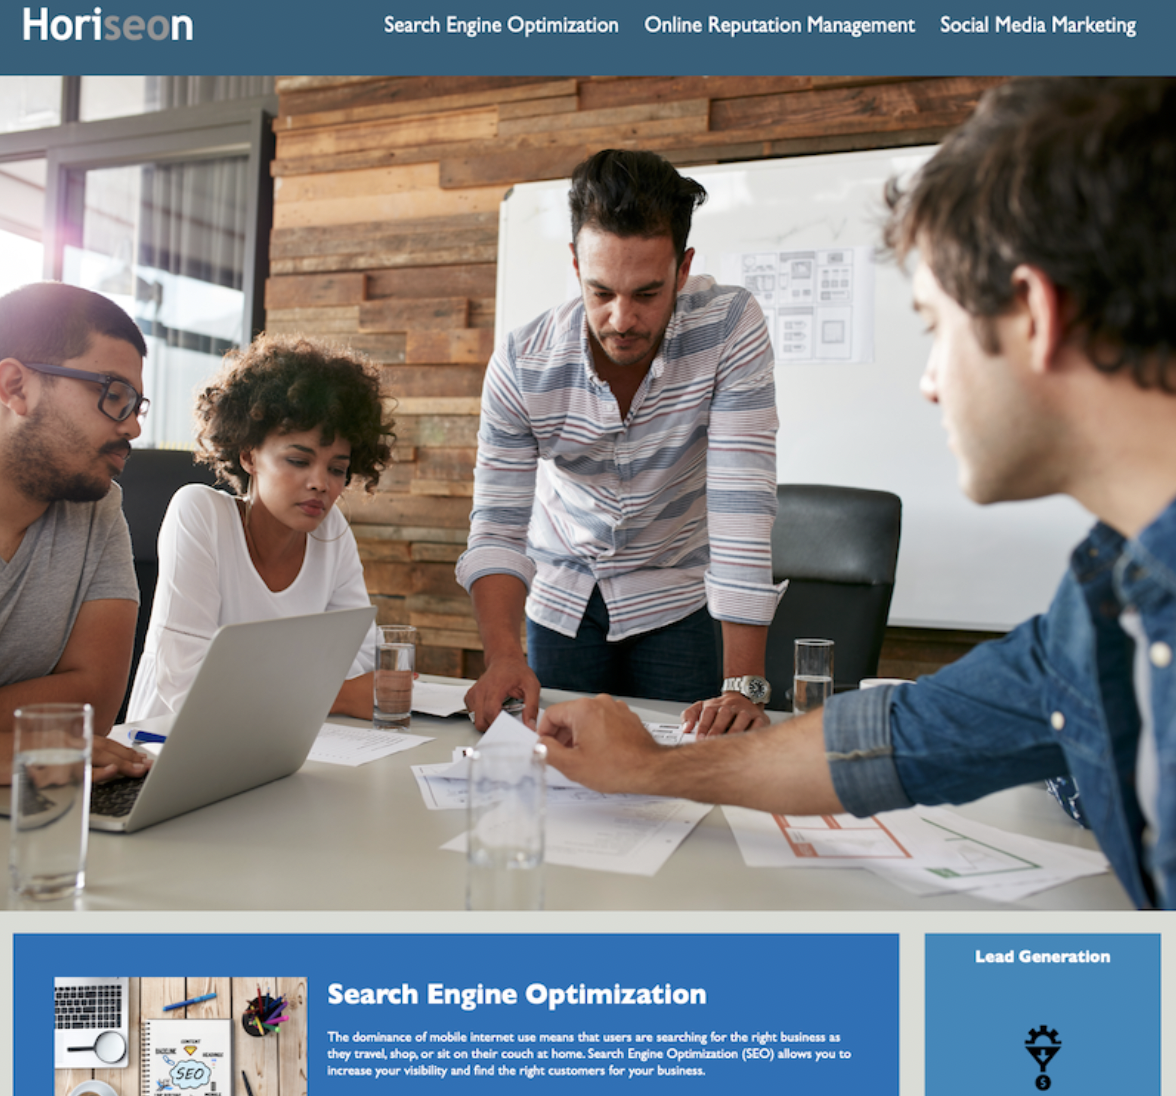 Horiseon
Search Engine Optimization
Online Reputation Management
Social Media Marketing
Search Engine Optimization
The dominance of mobile internet use means that users are searching for the right business as
they travel, shop, or sit on their couch at home. Search Engine Optimization (SEO) allows you to
increase your visibility and find the right customers for your business.
CONTENT
SEO
Lead Generation
$